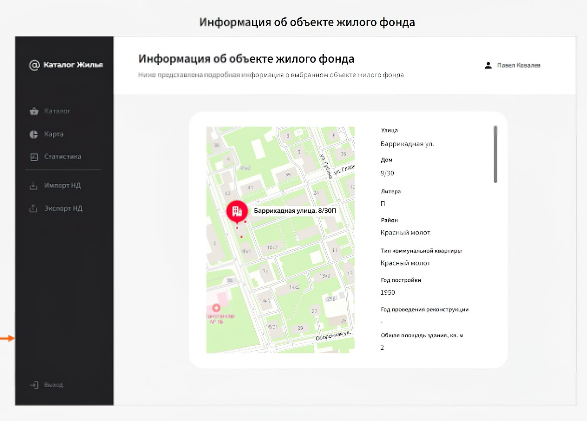 Информация об объекте жилого фонда
@ Каталог Жилья
Информация об объекте жилого фонда
Ниже представлена подробная информация о выбранном объекте жилого фонда
Павел Ковалев
Каталог
Карта
Статистика
Импорт НД
Экспорт НД
Выход
Баррикадная улица, 8/30П
Улица
Баррикадная ул.
Дом
9/30
Литера
П
Район
Красный молот
Тип коммунальной квартиры
Красный молот
Год постройки
1950
Год проведения реконструкции
-
Общая площадь здания, кв. м
2